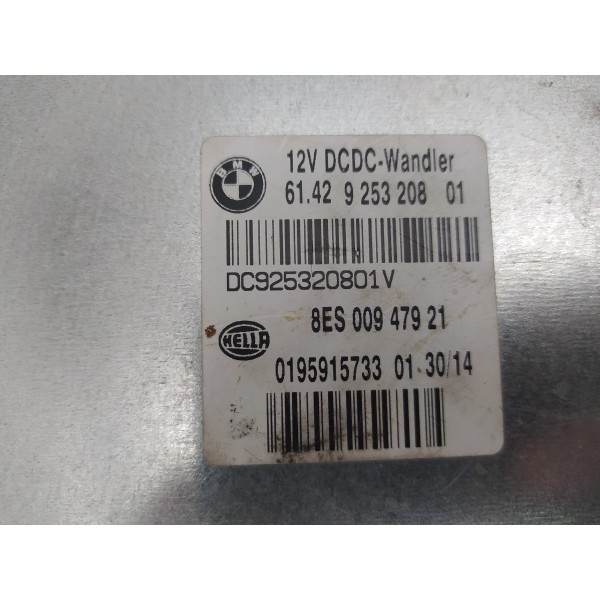 BMW
12V DCDC-Wandler
61.42 9 253 208 01
DC925320801V
8ES 009 479 21
HELLA
0195915733 01-30/14